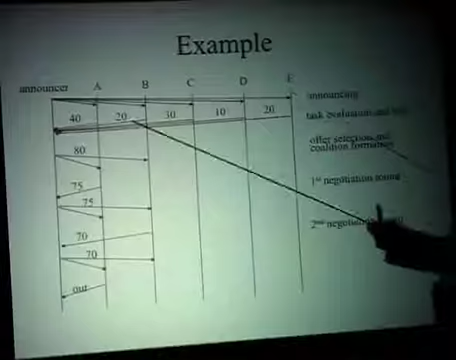 Example
announcer A B C D E
announcing
40 20 30 10 20
task evaluation and
offer selection and
coalition formation
80
1st negotiation round
75
75
2nd negotiation
70
70
out